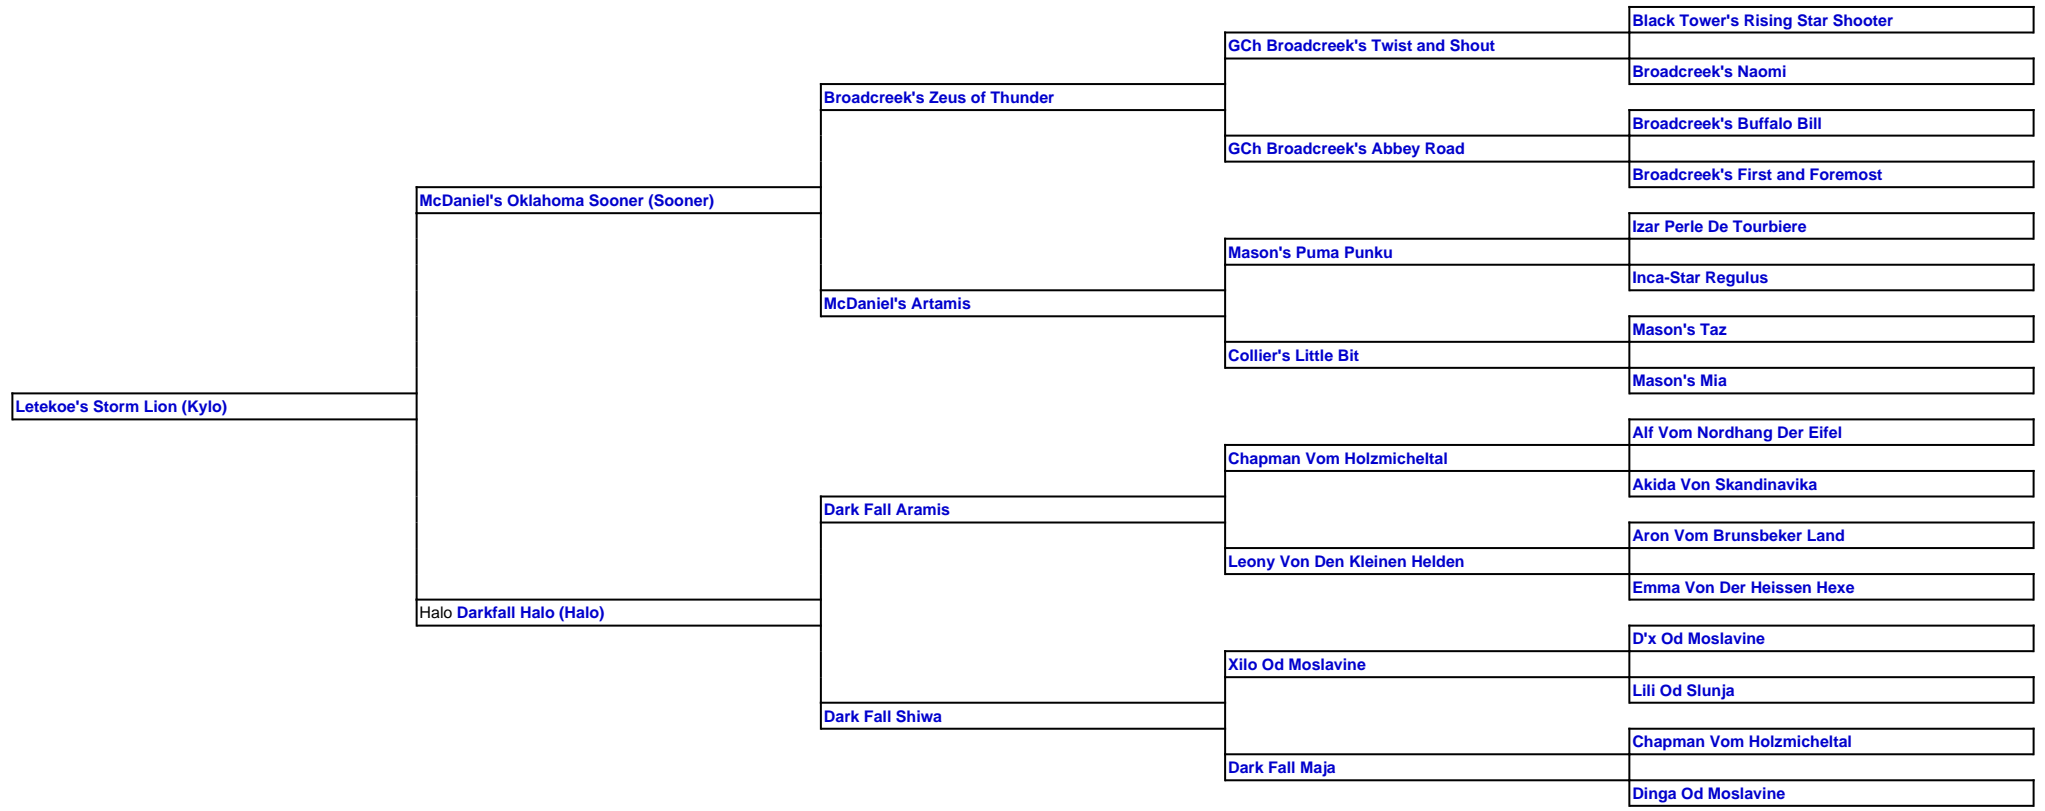 Black Tower's Rising Star Shooter
GCh Broadcreek's Twist and Shout
Broadcreek's Naomi
Broadcreek's Zeus of Thunder
Broadcreek's Buffalo Bill
GCh Broadcreek's Abbey Road
Broadcreek's First and Foremost
McDaniel's Oklahoma Sooner (Sooner)
Izar Perle De Tourbiere
Mason's Puma Punku
Inca-Star Regulus
McDaniel's Artamis
Mason's Taz
Collier's Little Bit
Mason's Mia
Letekoe's Storm Lion (Kylo)
Alf Vom Nordhang Der Eifel
Chapman Vom Holzmicheltal
Akida Von Skandinavika
Dark Fall Aramis
Aron Vom Brunsbeker Land
Leony Von Den Kleinen Helden
Emma Von Der Heissen Hexe
Halo Darkfall Halo (Halo)
D'x Od Moslavine
Xilo Od Moslavine
Lili Od Slunja
Dark Fall Shiwa
Chapman Vom Holzmicheltal
Dark Fall Maja
Dinga Od Moslavine